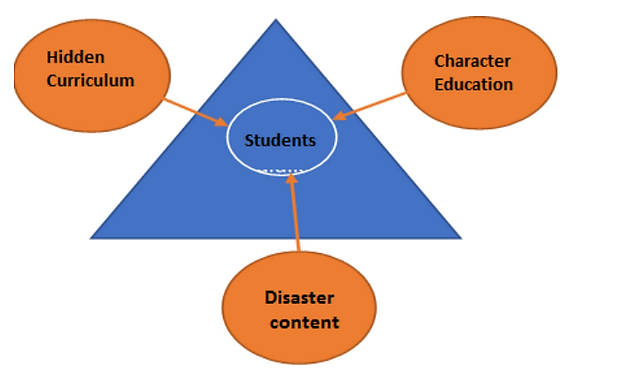 Hidden
Curriculum
Character
Education
Students
Disaster
content